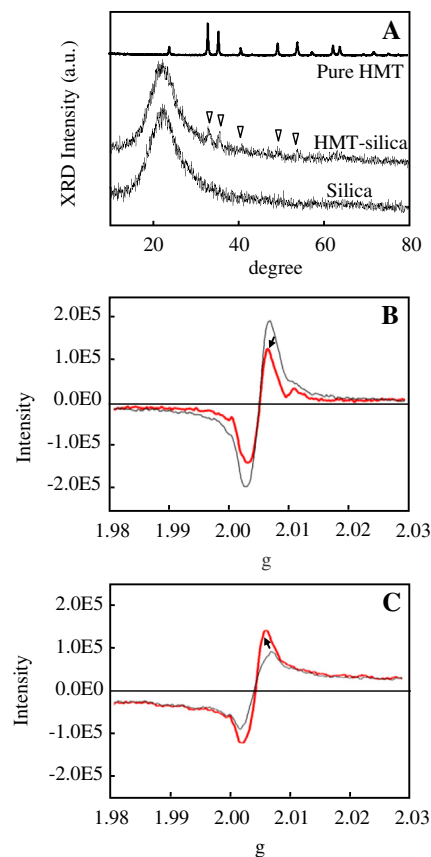 A
Pure HMT
HMT-silica
Silica
XRD Intensity (a.u.)
20 40 60 80
degree
B
2.0E5
1.0E5
0.0E0
-1.0E5
-2.0E5
Intensity
1.98 1.99 2.00 2.01 2.02 2.03
g
C
2.0E5
1.0E5
0.0E0
-1.0E5
-2.0E5
Intensity
1.98 1.99 2.00 2.01 2.02 2.03
g